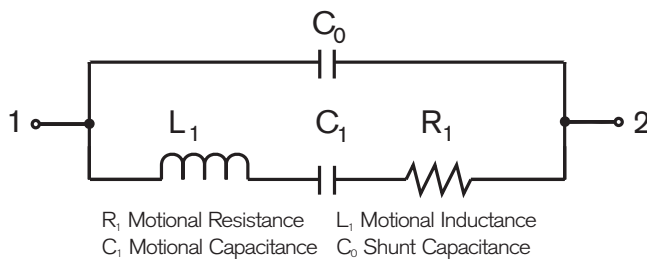 C₀
1 L₁ C₁ R₁ 2
R₁ Motional Resistance L₁ Motional Inductance
C₁ Motional Capacitance C₀ Shunt Capacitance